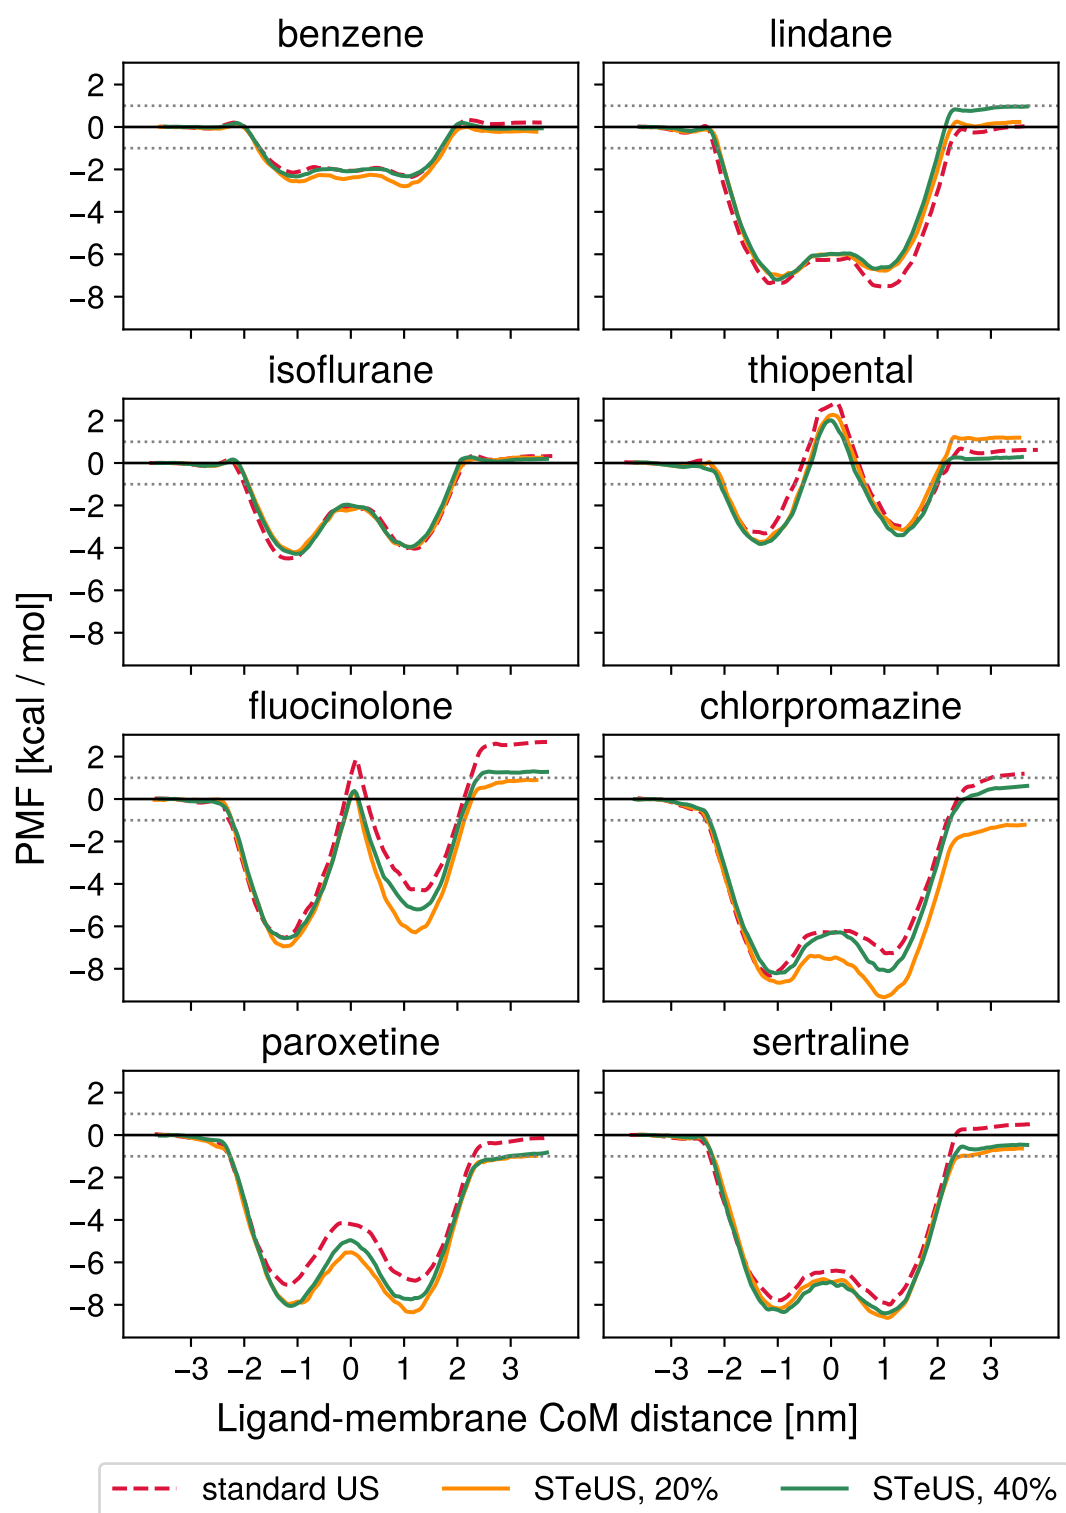 benzene
lindane
2
0
−2
−4
−6
−8
isoflurane
thiopental
2
0
−2
−4
−6
−8
fluocinolone
chlorpromazine
2
0
−2
−4
−6
−8
paroxetine
sertraline
2
0
−2
−4
−6
−8
−3 −2 −1 0 1 2 3
−3 −2 −1 0 1 2 3
PMF [kcal / mol]
Ligand-membrane CoM distance [nm]
standard US
STeUS, 20%
STeUS, 40%